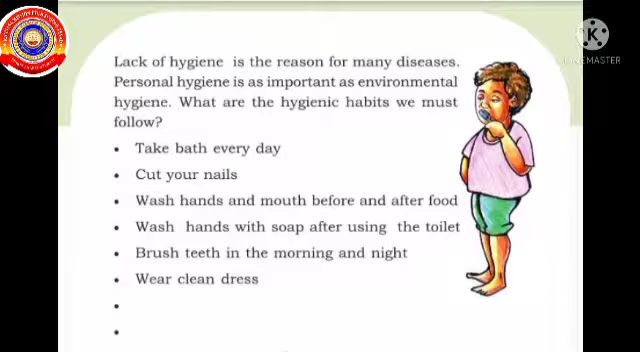 Lack of hygiene is the reason for many diseases.
Personal hygiene is as important as environmental
hygiene. What are the hygienic habits we must
follow?
• Take bath every day
• Cut your nails
• Wash hands and mouth before and after food
• Wash hands with soap after using the toilet
• Brush teeth in the morning and night
• Wear clean dress
•
•
K
KINEMASTER